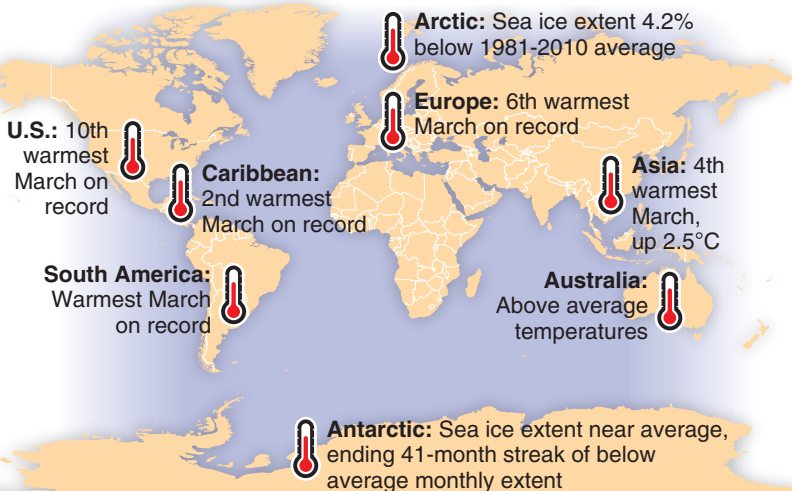 Arctic: Sea ice extent 4.2%
below 1981-2010 average
Europe: 6th warmest
March on record
U.S.: 10th
warmest
March on
record
Caribbean:
2nd warmest
March on record
Asia: 4th
warmest
March,
up 2.5°C
South America:
Warmest March
on record
Australia:
Above average
temperatures
Antarctic: Sea ice extent near average,
ending 41-month streak of below
average monthly extent